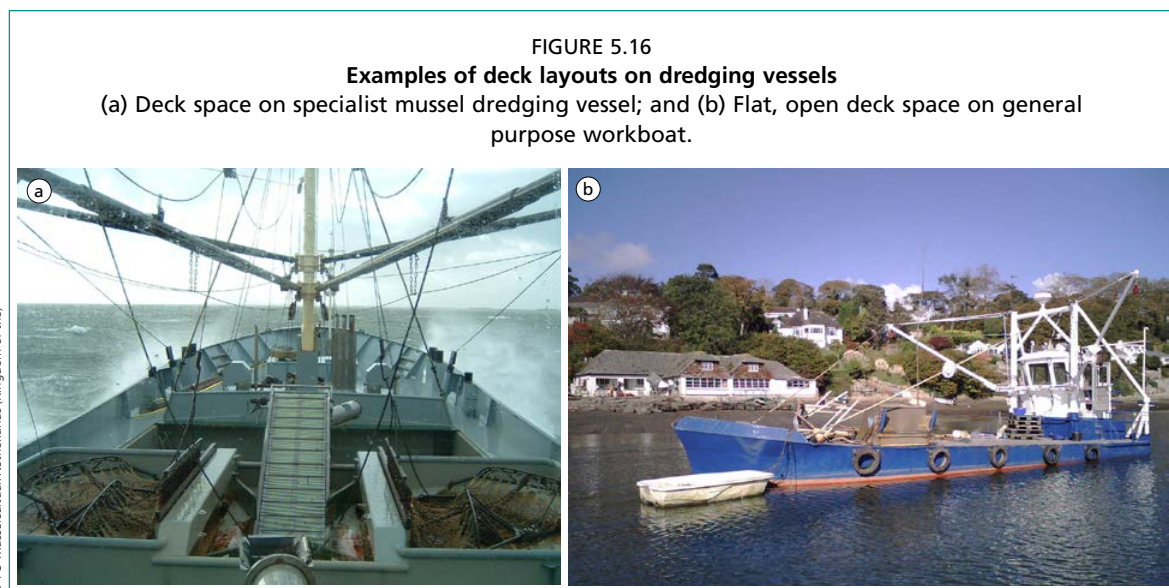 FIGURE 5.16
Examples of deck layouts on dredging vessels
(a) Deck space on specialist mussel dredging vessel; and (b) Flat, open deck space on general
purpose workboat.
a
b